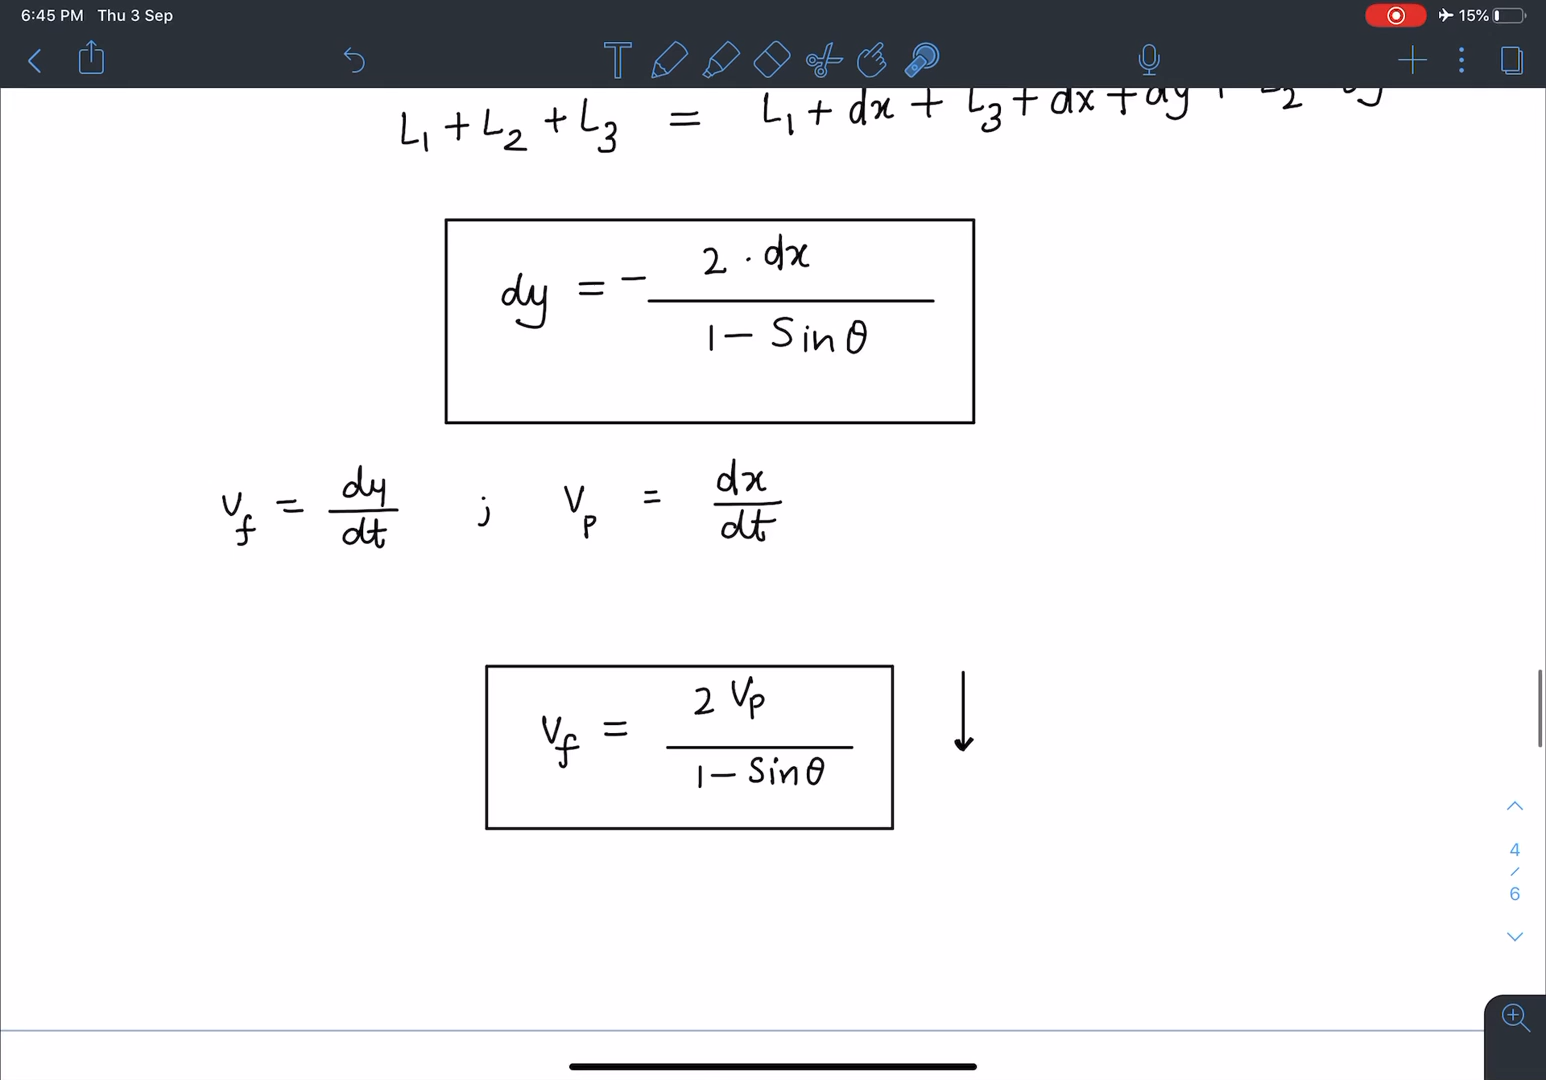 6:45 PM Thu 3 Sep 15%
L₁ + L₂ + L₃ = L₁ + dx + L₃ + dx + dy + L₂
dy = - 2 · dx / 1 - Sin θ
V_f = dy / dt ; V_p = dx / dt
V_f = 2 V_p / 1 - Sin θ
4
/
6